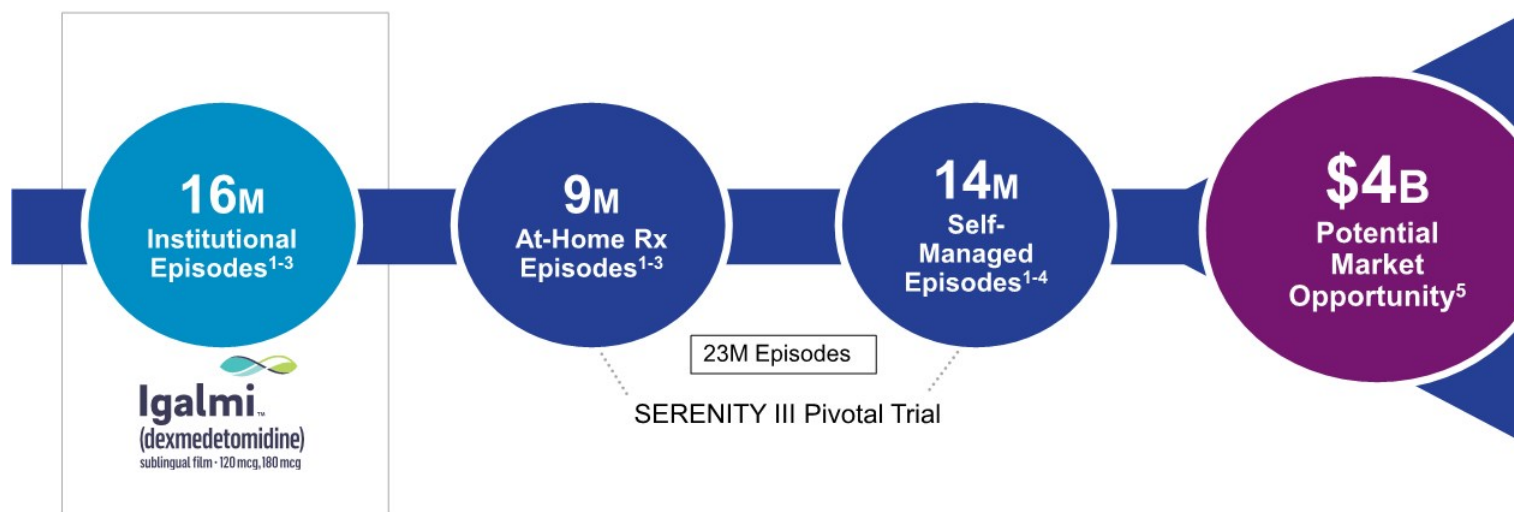 16M
Institutional
Episodes1-3
9M
At-Home Rx
Episodes1-3
14M
Self-
Managed
Episodes1-4
$4B
Potential
Market
Opportunity5
23M Episodes
SERENITY III Pivotal Trial
Igalmi™
(dexmedetomidine)
sublingual film · 120 mcg, 180 mcg